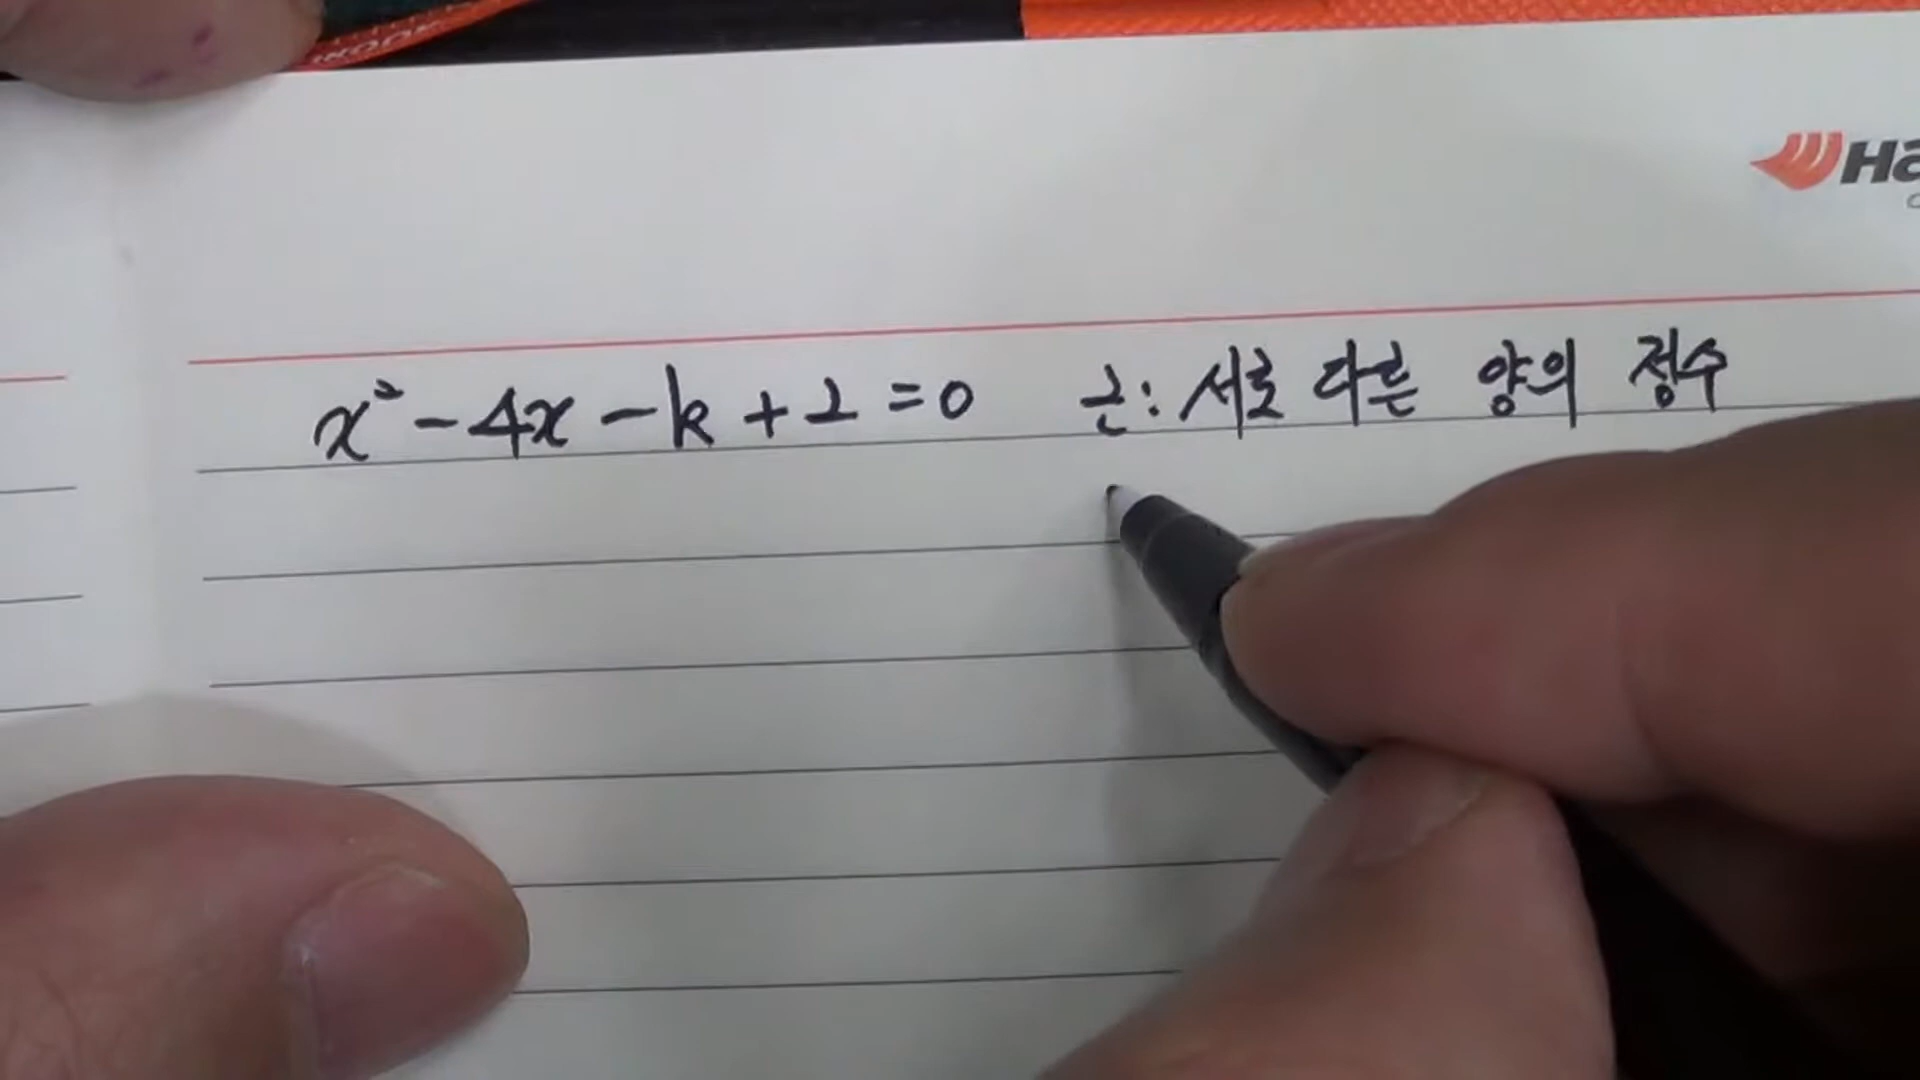 x² - 4x - k + 2 = 0 근: 서로 다른 양의 정수